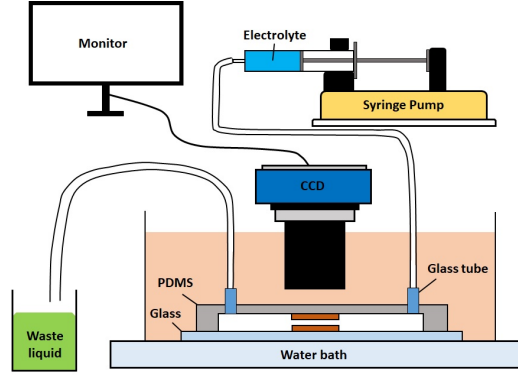 Monitor
Electrolyte
Syringe Pump
CCD
PDMS
Glass tube
Glass
Waste
liquid
Water bath